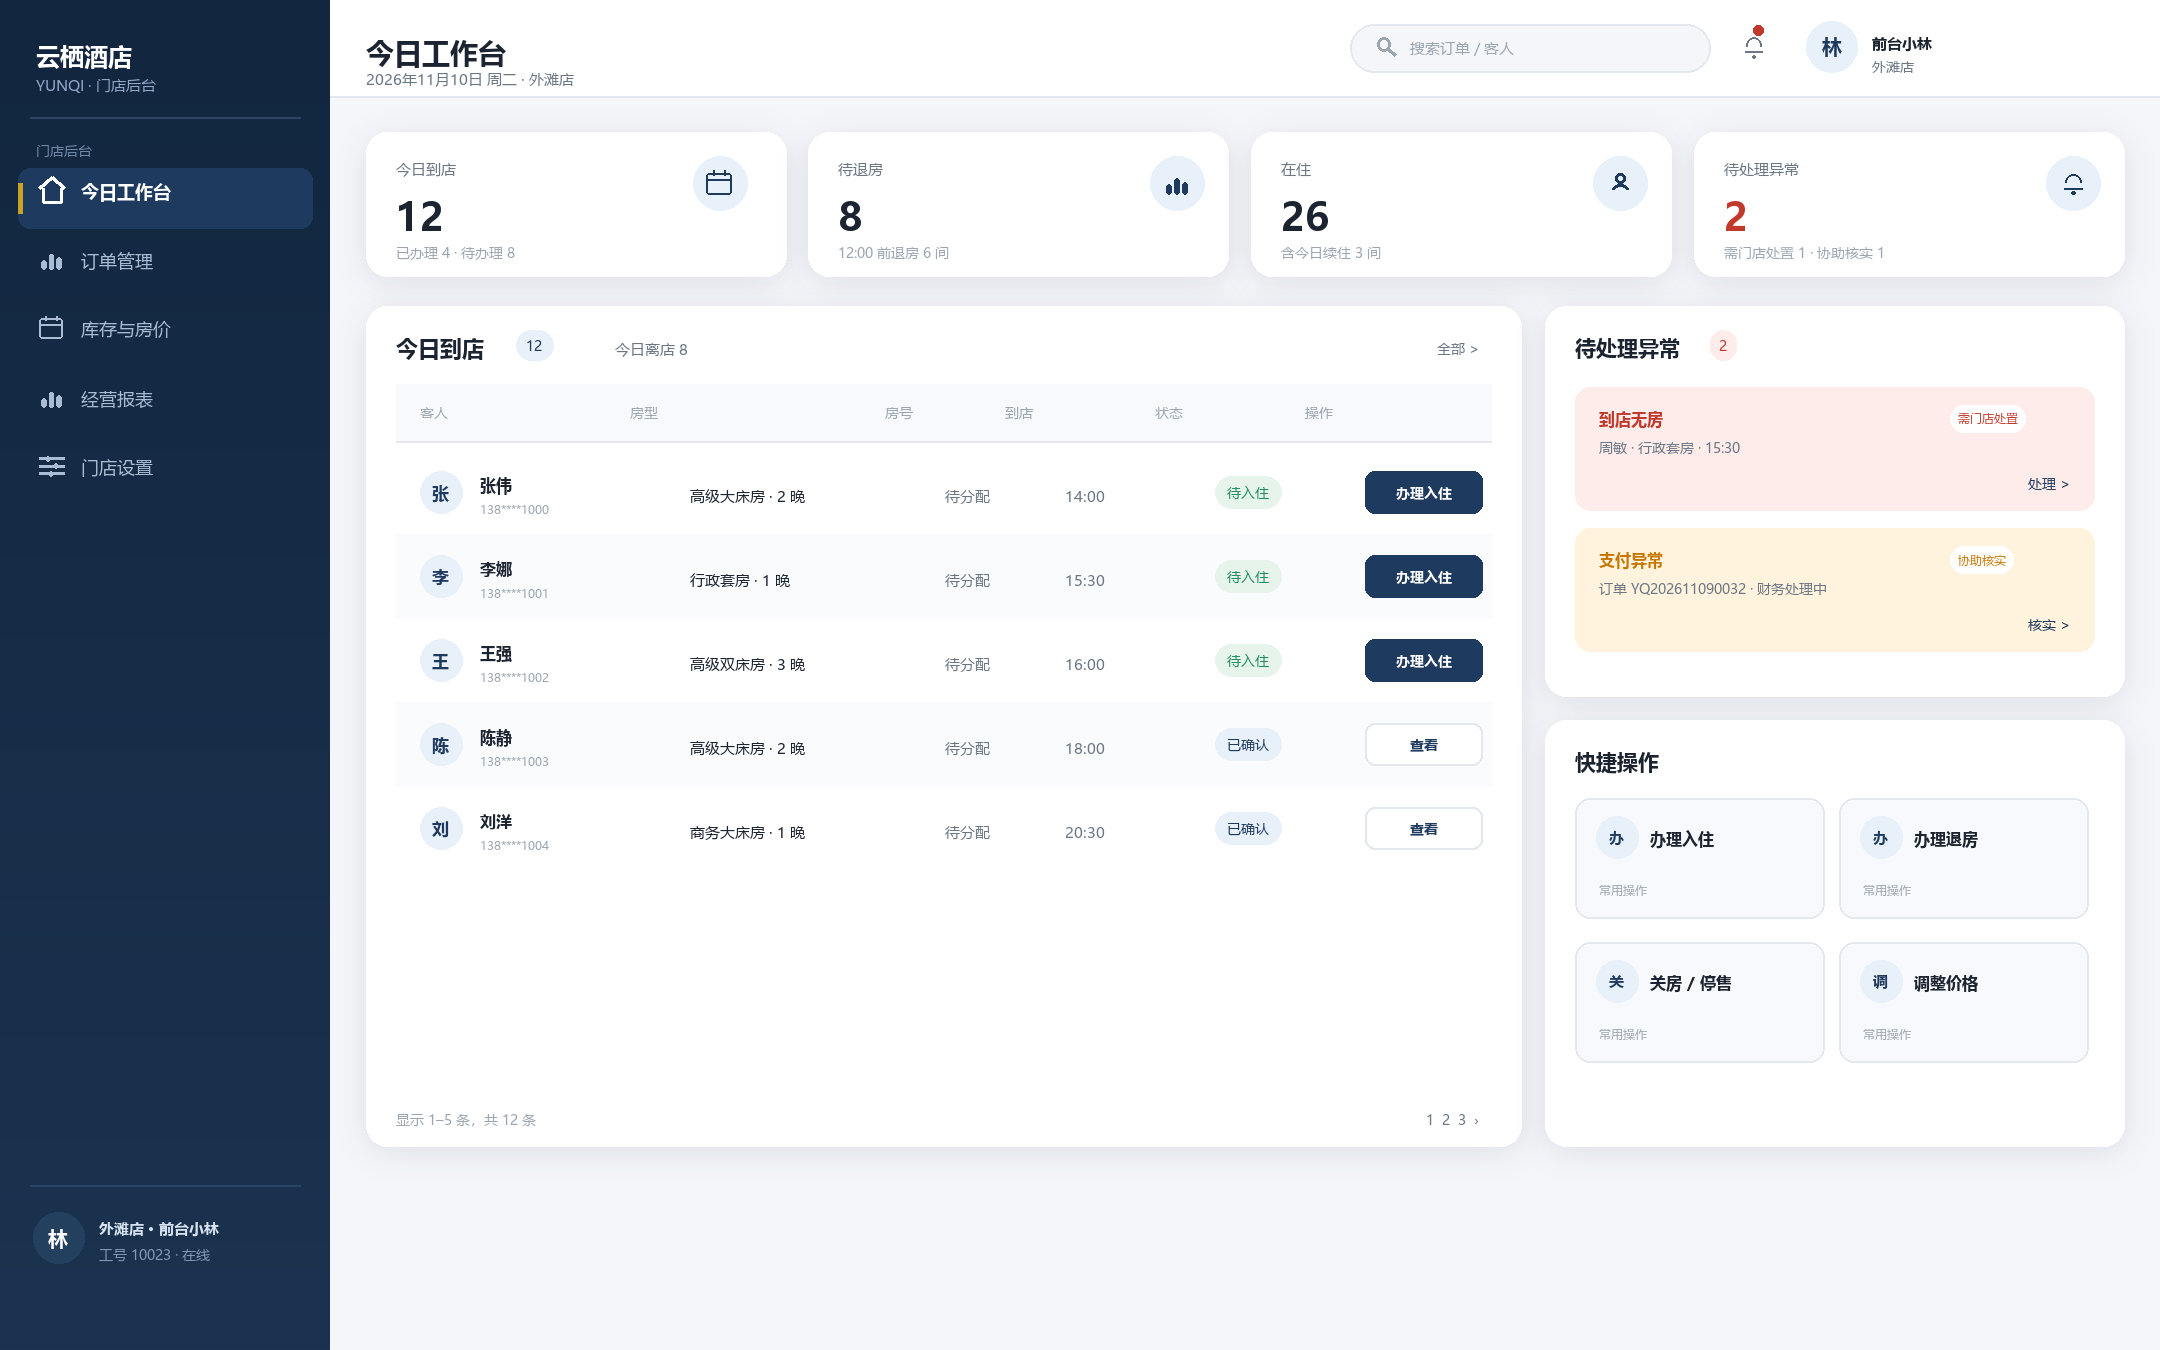 云栖酒店
YUNQI · 门店后台
门店后台
今日工作台
订单管理
库存与房价
经营报表
门店设置
林
外滩店 • 前台小林
工号 10023 · 在线
今日工作台
2026年11月10日 周二 · 外滩店
搜索订单 / 客人
林
前台小林
外滩店
今日到店
12
已办理 4 · 待办理 8
待退房
8
12:00 前退房 6 间
在住
26
含今日续住 3 间
待处理异常
2
需门店处置 1 · 协助核实 1
今日到店 12 今日离店 8 全部 >
客人 房型 房号 到店 状态 操作
张 张伟 高级大床房 · 2 晚 待分配 14:00 待入住 办理入住
138****1000
李 李娜 行政套房 · 1 晚 待分配 15:30 待入住 办理入住
138****1001
王 王强 高级双床房 · 3 晚 待分配 16:00 待入住 办理入住
138****1002
陈 陈静 高级大床房 · 2 晚 待分配 18:00 已确认 查看
138****1003
刘 刘洋 商务大床房 · 1 晚 待分配 20:30 已确认 查看
138****1004
显示 1–5 条，共 12 条 1 2 3 ›
待处理异常 2
到店无房 需门店处置
周敏 · 行政套房 · 15:30
处理 >
支付异常 协助核实
订单 YQ202611090032 · 财务处理中
核实 >
快捷操作
办 办理入住
常用操作
办 办理退房
常用操作
关 关房 / 停售
常用操作
调 调整价格
常用操作